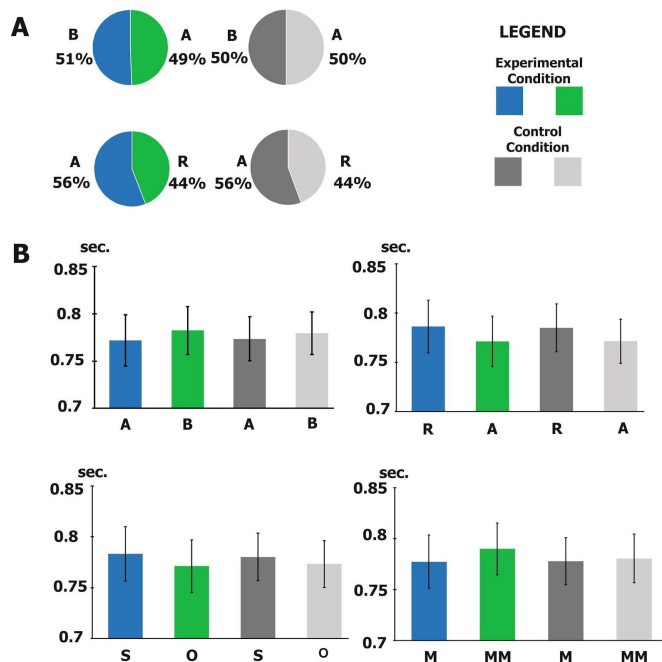 A
B
51%
A
49%
B
50%
A
50%
LEGEND
Experimental
Condition
Control
Condition
A
56%
R
44%
A
56%
R
44%
B
sec.
0.85
0.8
0.75
0.7
A B A B
0.85
0.8
0.75
0.7
R A R A
sec.
0.85
0.8
0.75
0.7
S O S O
sec.
0.85
0.8
0.75
0.7
M MM M MM